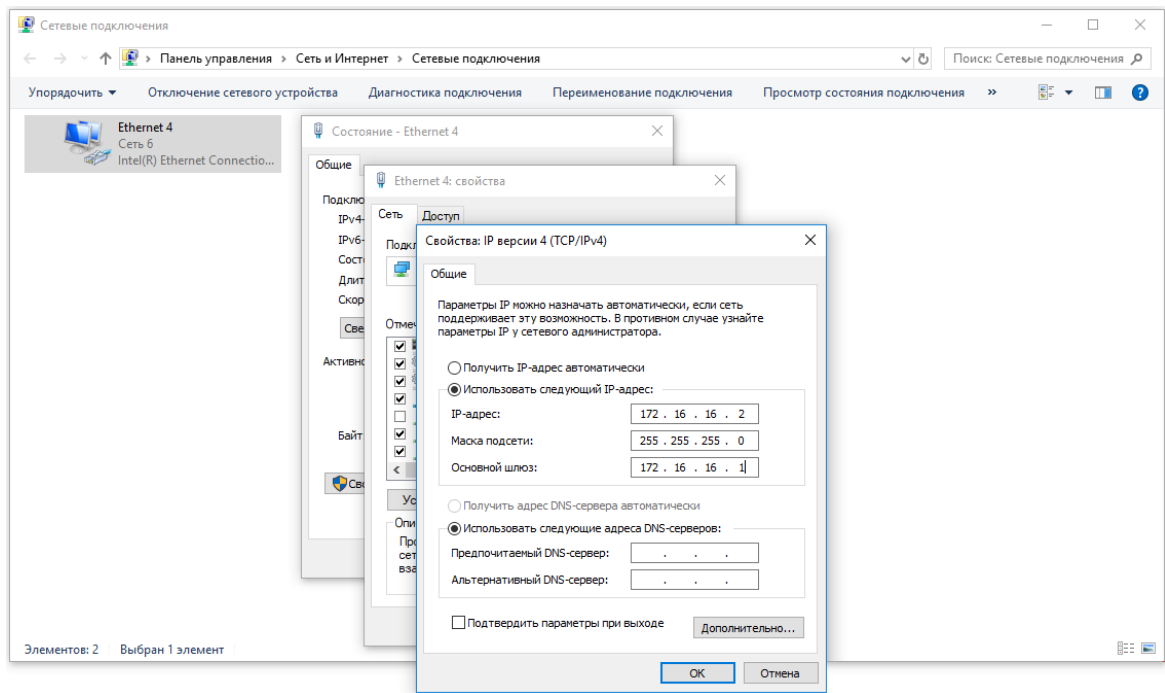 Сетевые подключения
Панель управления > Сеть и Интернет > Сетевые подключения
Поиск: Сетевые подключения
Упорядочить Отключение сетевого устройства Диагностика подключения Переименование подключения Просмотр состояния подключения »
Ethernet 4
Сеть 6
Intel(R) Ethernet Connectio...
Состояние - Ethernet 4
Общие
IPv4-
IPv6-
Ethernet 4: свойства
Сеть Доступ
Свойства: IP версии 4 (TCP/IPv4)
Общие
Параметры IP можно назначать автоматически, если сеть
поддерживает эту возможность. В противном случае узнайте
параметры IP у сетевого администратора.
Получить IP-адрес автоматически
Использовать следующий IP-адрес:
IP-адрес: 172 . 16 . 16 . 2
Маска подсети: 255 . 255 . 255 . 0
Основной шлюз: 172 . 16 . 16 . 1
Получить адрес DNS-сервера автоматически
Использовать следующие адреса DNS-серверов:
Предпочитаемый DNS-сервер: . . .
Альтернативный DNS-сервер: . . .
Подтвердить параметры при выходе
Дополнительно...
OK Отмена
Байт
Элементов: 2 Выбран 1 элемент